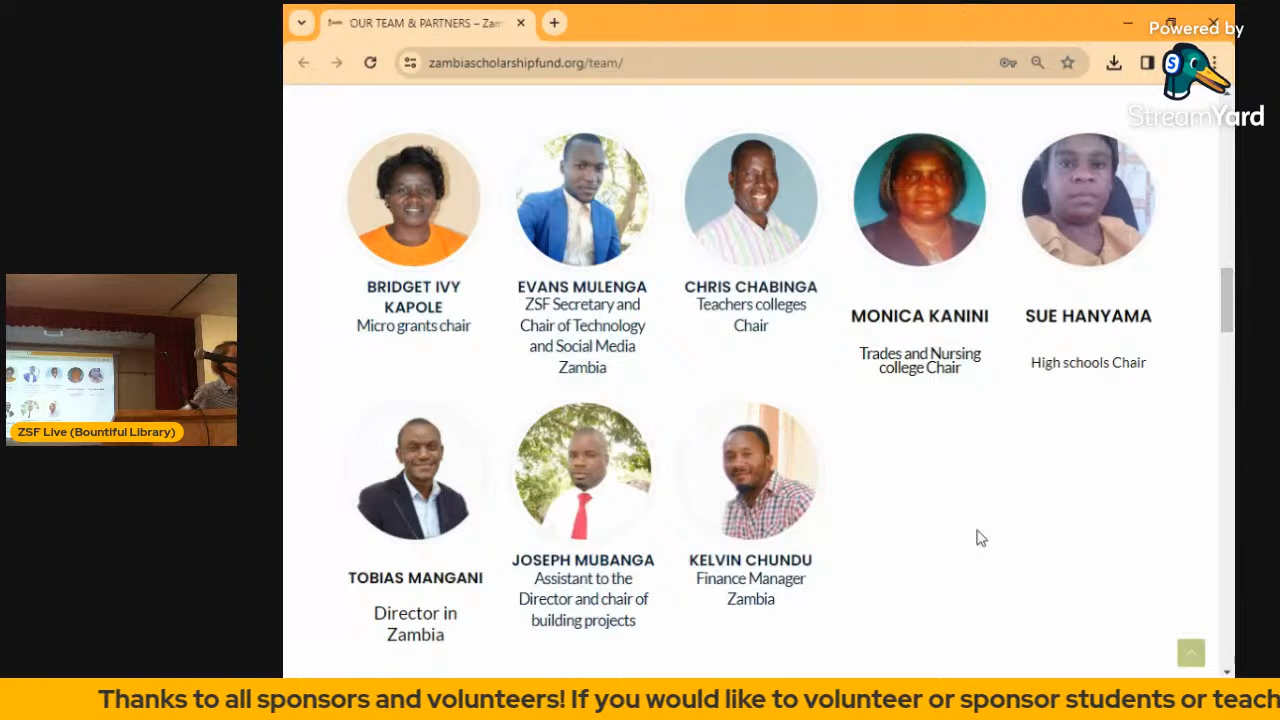 OUR TEAM & PARTNERS – Zam
zambiascholarshipfund.org/team/
Powered by
StreamYard
BRIDGET IVY
KAPOLE
Micro grants chair
EVANS MULENGA
ZSF Secretary and
Chair of Technology
and Social Media
Zambia
CHRIS CHABINGA
Teachers colleges
Chair
MONICA KANINI
Trades and Nursing
college Chair
SUE HANYAMA
High schools Chair
ZSF Live (Bountiful Library)
TOBIAS MANGANI
Director in
Zambia
JOSEPH MUBANGA
Assistant to the
Director and chair of
building projects
KELVIN CHUNDU
Finance Manager
Zambia
Thanks to all sponsors and volunteers! If you would like to volunteer or sponsor students or teach